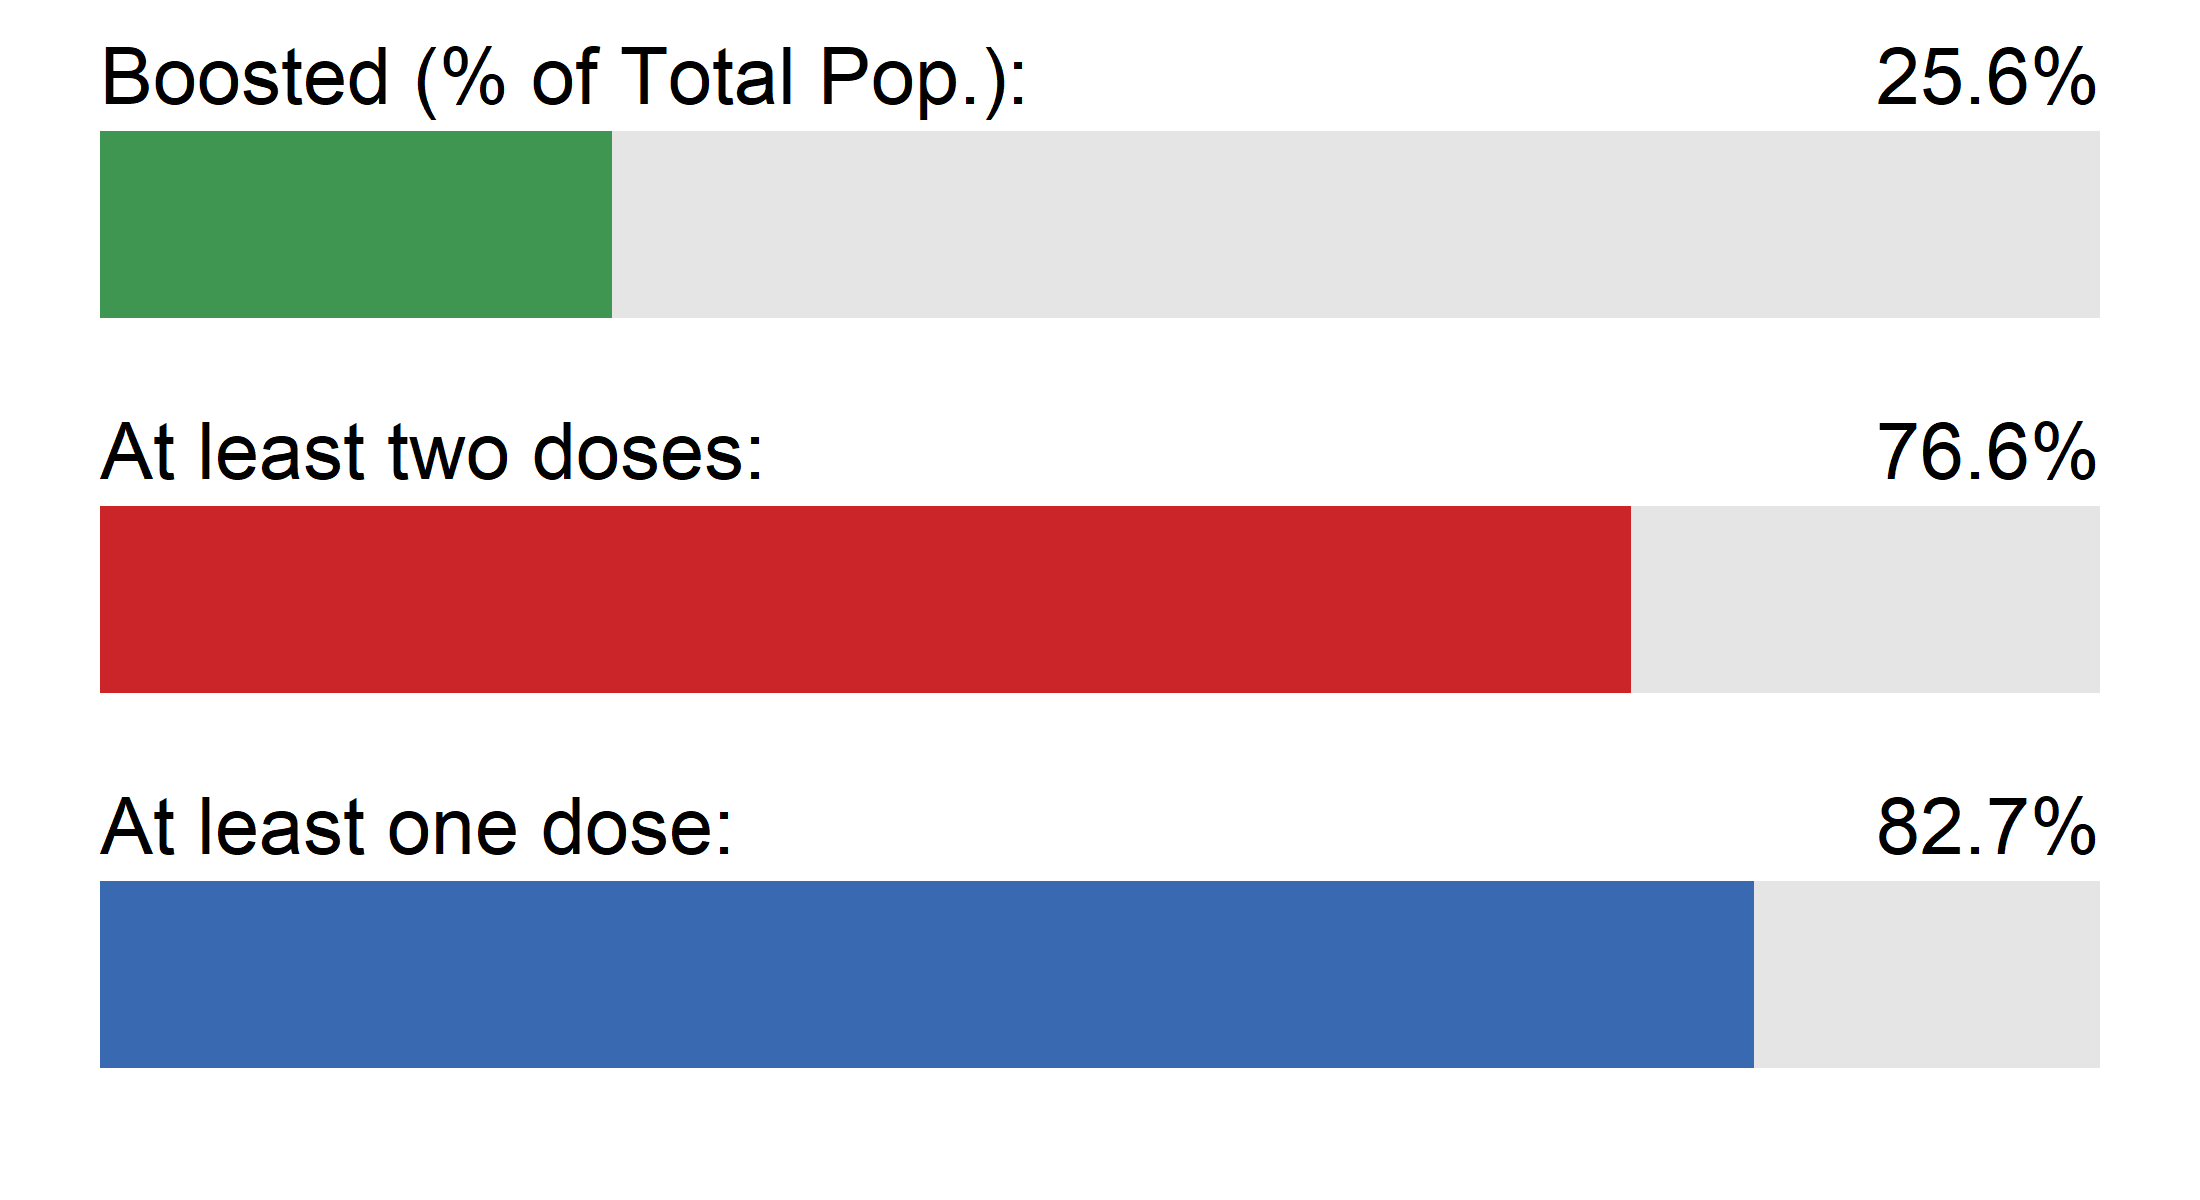 Boosted (% of Total Pop.): 25.6%
At least two doses: 76.6%
At least one dose: 82.7%